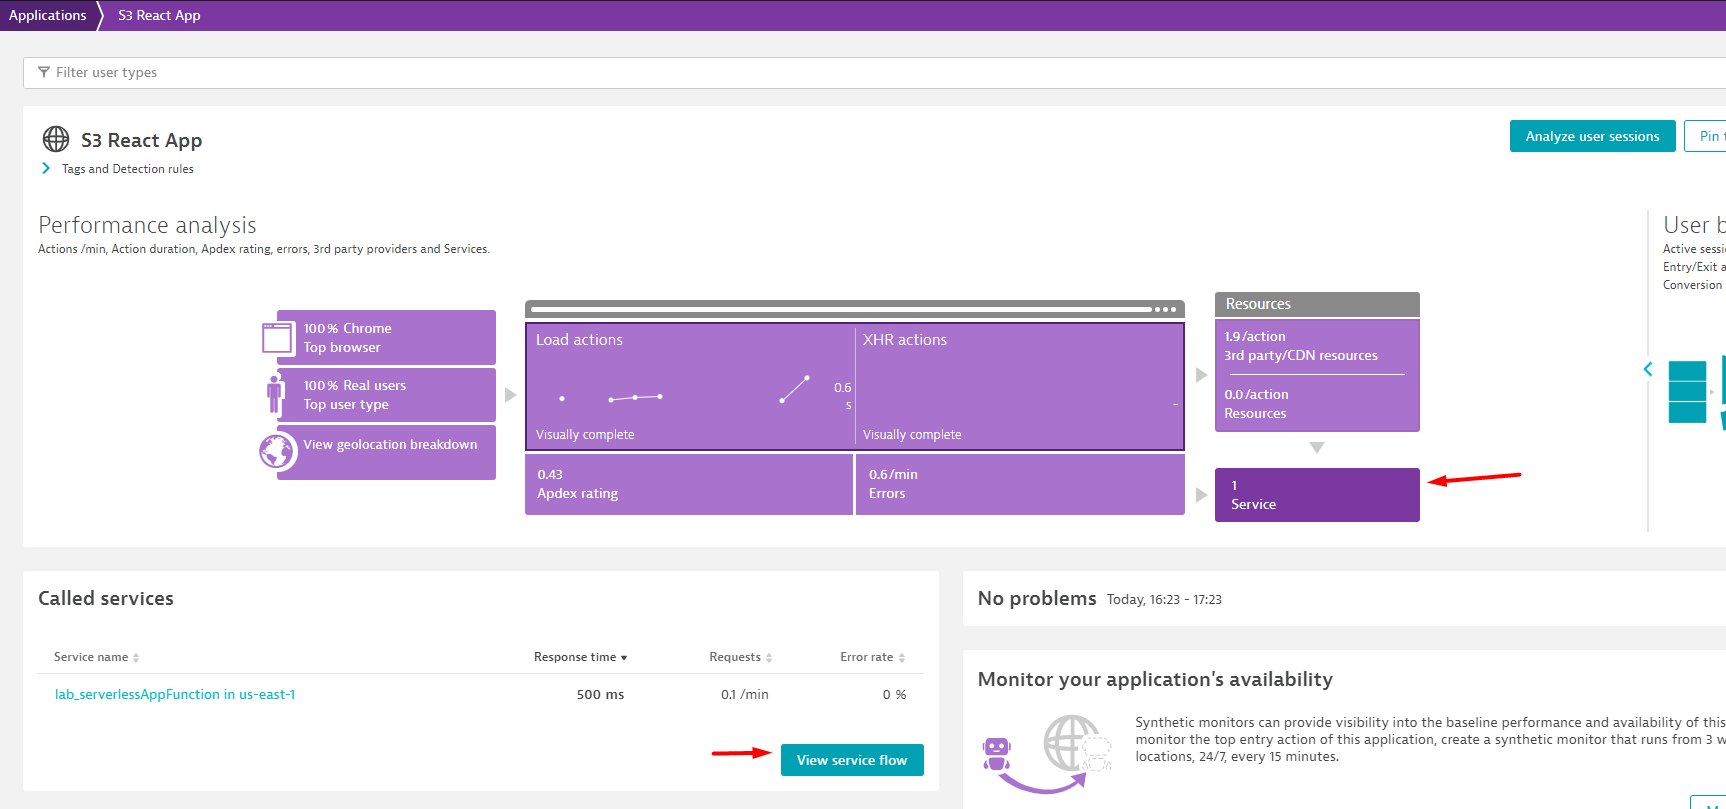 Applications
S3 React App
Filter user types
S3 React App
Tags and Detection rules
Analyze user sessions
Pin
Performance analysis
Actions /min, Action duration, Apdex rating, errors, 3rd party providers and Services.
User
Active
Entry/Exit
Conversion
100 % Chrome
Top browser
100 % Real users
Top user type
View geolocation breakdown
Load actions
0.6
s
Visually complete
XHR actions
-
Visually complete
0.43
Apdex rating
0.6 /min
Errors
Resources
1.9 /action
3rd party/CDN resources
0.0 /action
Resources
1
Service
Called services
Service name Response time Requests Error rate
lab_serverlessAppFunction in us-east-1 500 ms 0.1 /min 0 %
View service flow
No problems Today, 16:23 - 17:23
Monitor your application's availability
Synthetic monitors can provide visibility into the baseline performance and availability of this
monitor the top entry action of this application, create a synthetic monitor that runs from 3
locations, 24/7, every 15 minutes.